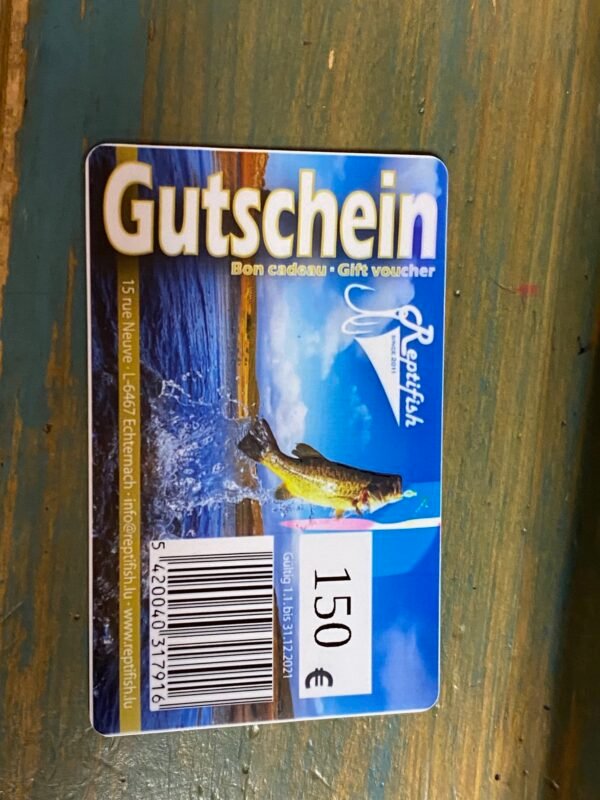 Gutschein
Bon cadeau · Gift voucher
Reptifish
SINCE 2011
150 €
Gültig 1.1. bis 31.12.2021
5 420040 317916
15 rue Neuve · L-6467 Echternach · info@reptifish.lu · www.reptifish.lu